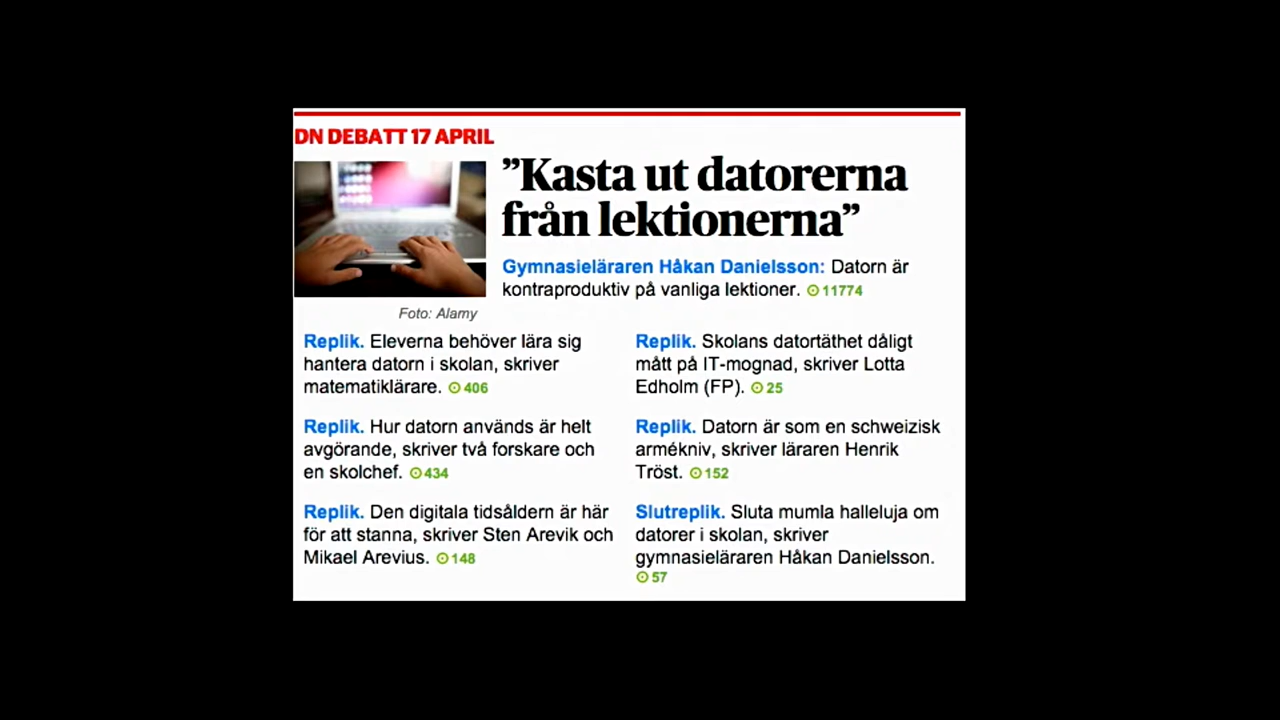 DN DEBATT 17 APRIL
”Kasta ut datorerna
från lektionerna”
Gymnasieläraren Håkan Danielsson: Datorn är
kontraproduktiv på vanliga lektioner. 11774
Foto: Alamy
Replik. Eleverna behöver lära sig
hantera datorn i skolan, skriver
matematiklärare. 406
Replik. Hur datorn används är helt
avgörande, skriver två forskare och
en skolchef. 434
Replik. Den digitala tidsåldern är här
för att stanna, skriver Sten Arevik och
Mikael Arevius. 148
Replik. Skolans datortäthet dåligt
mått på IT-mognad, skriver Lotta
Edholm (FP). 25
Replik. Datorn är som en schweizisk
armékniv, skriver läraren Henrik
Tröst. 152
Slutreplik. Sluta mumla halleluja om
datorer i skolan, skriver
gymnasieläraren Håkan Danielsson.
57